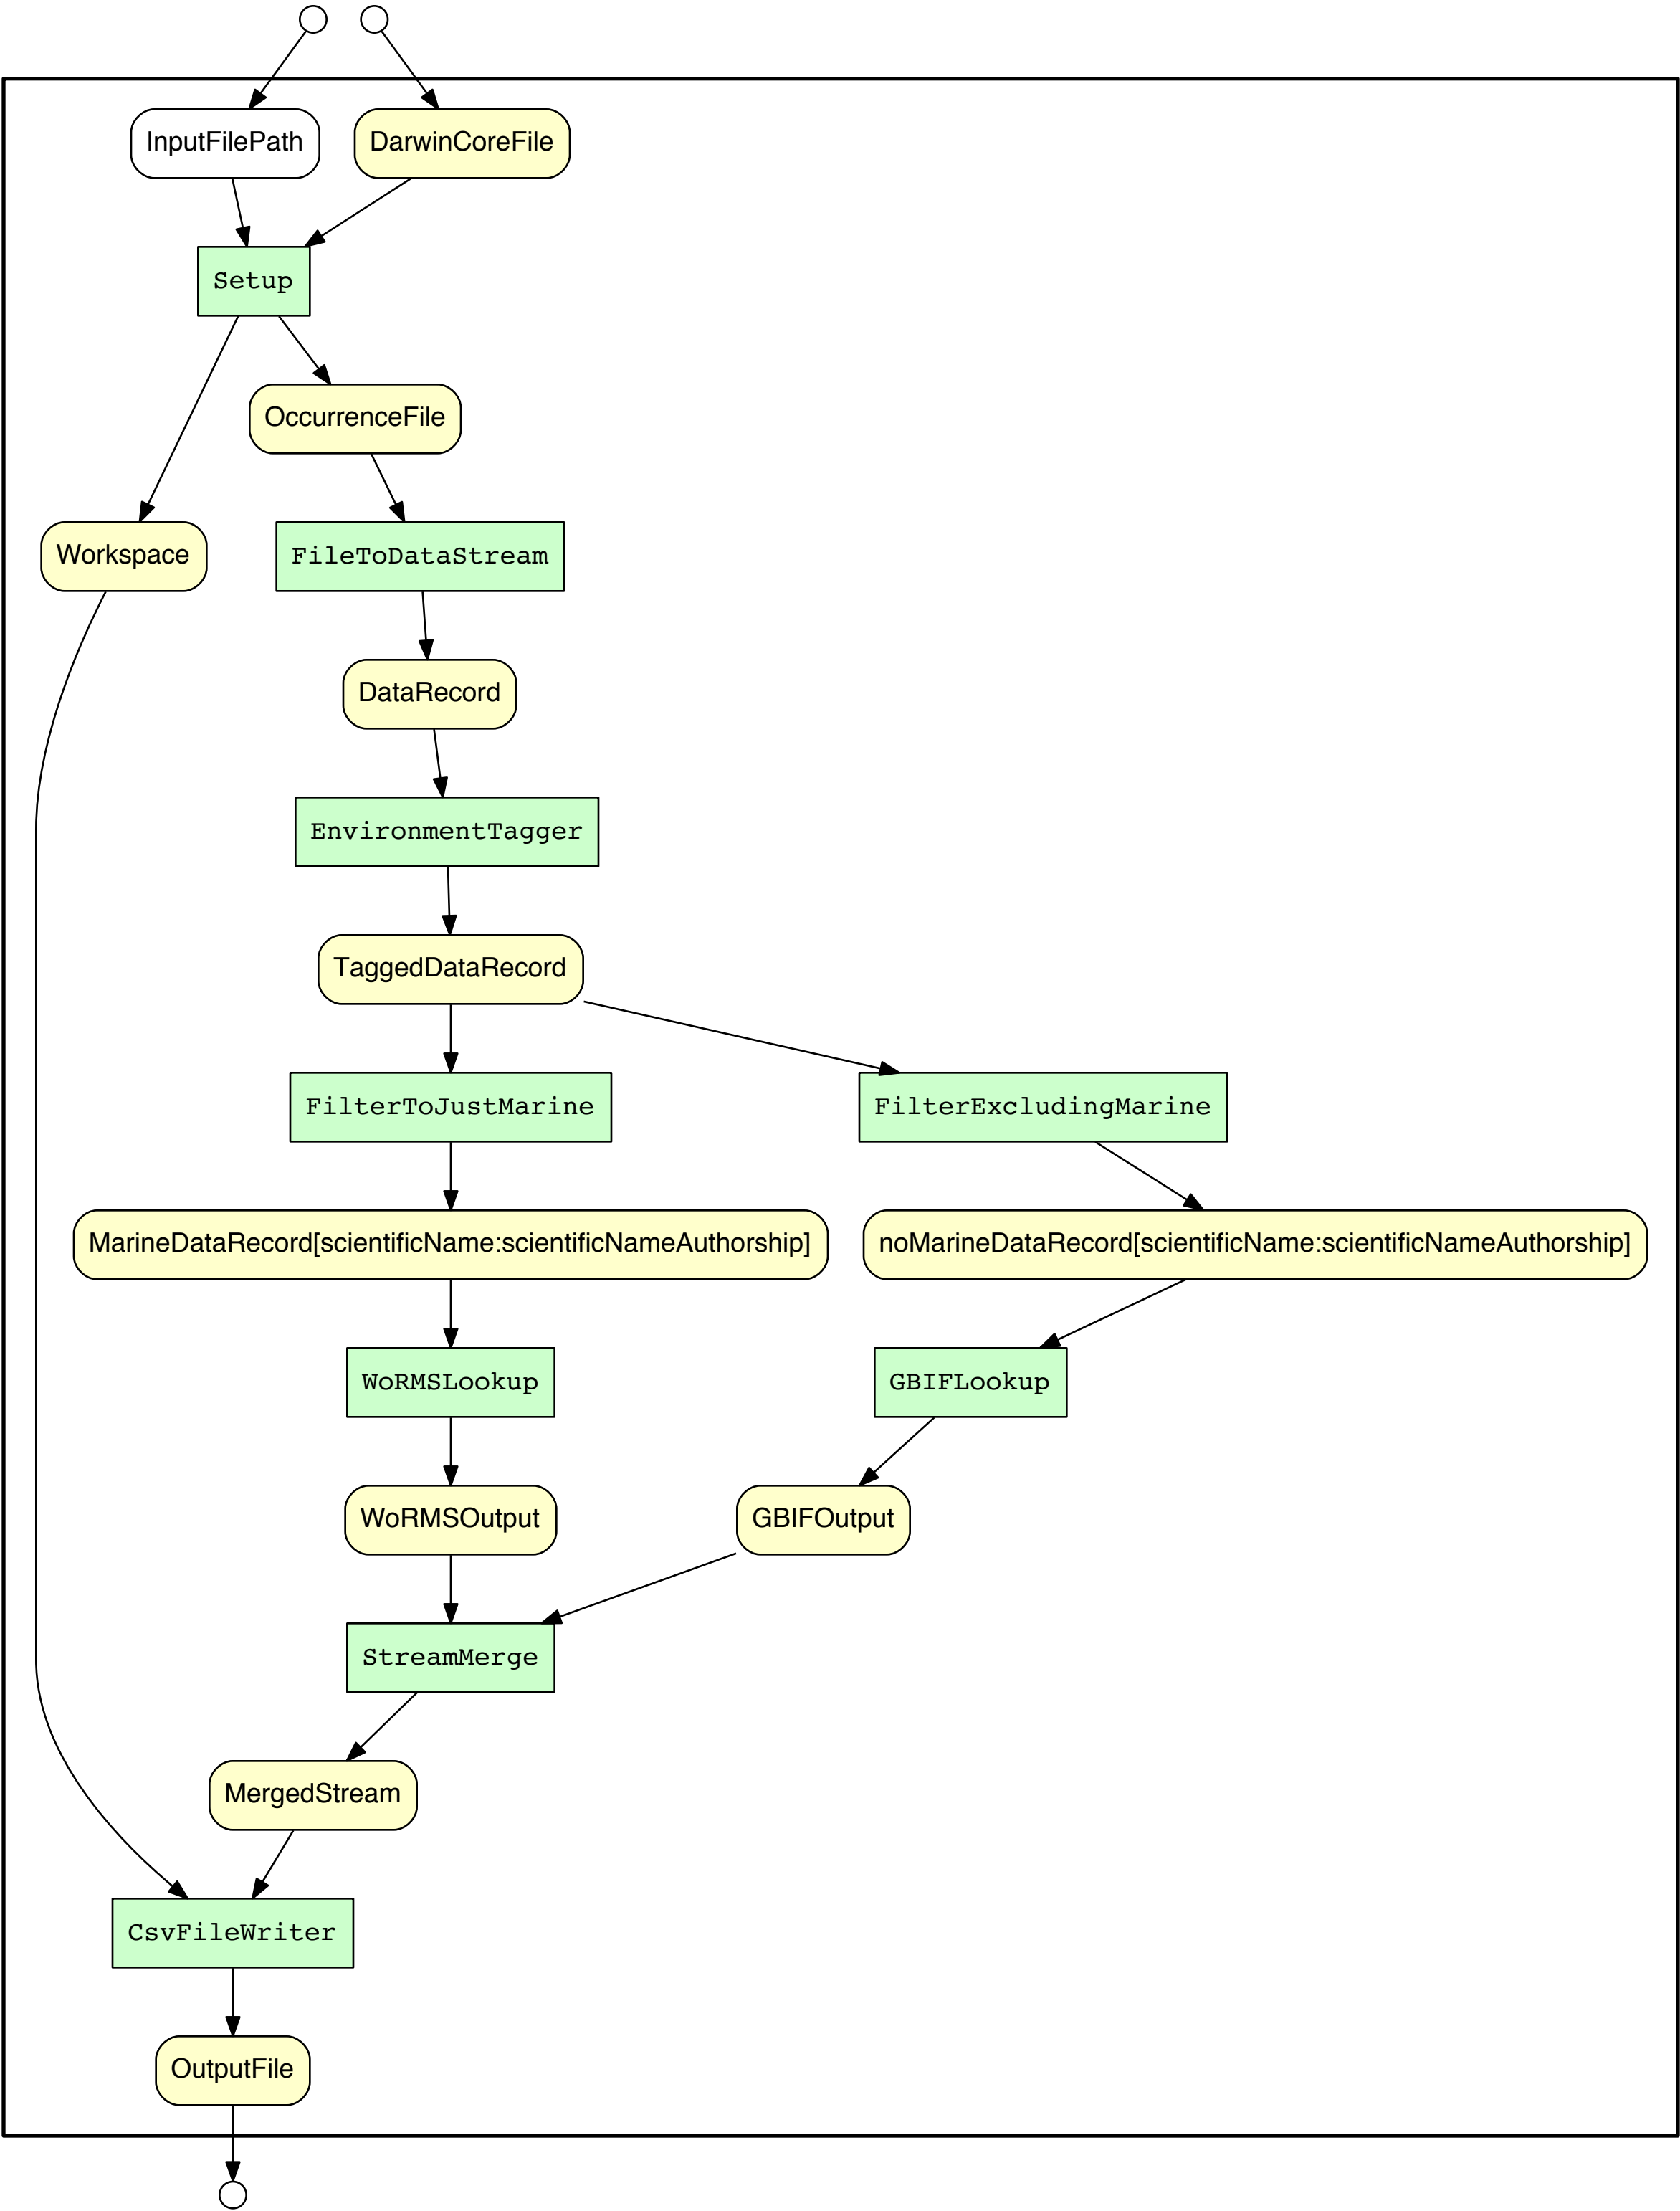 InputFilePath
DarwinCoreFile
Setup
OccurrenceFile
Workspace
FileToDataStream
DataRecord
EnvironmentTagger
TaggedDataRecord
FilterToJustMarine
FilterExcludingMarine
MarineDataRecord[scientificName:scientificNameAuthorship]
noMarineDataRecord[scientificName:scientificNameAuthorship]
WoRMSLookup
GBIFLookup
WoRMSOutput
GBIFOutput
StreamMerge
MergedStream
CsvFileWriter
OutputFile